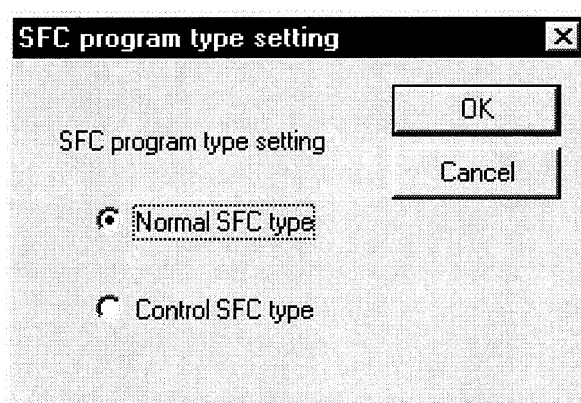 SFC program type setting
OK
SFC program type setting
Cancel
Normal SFC type
Control SFC type